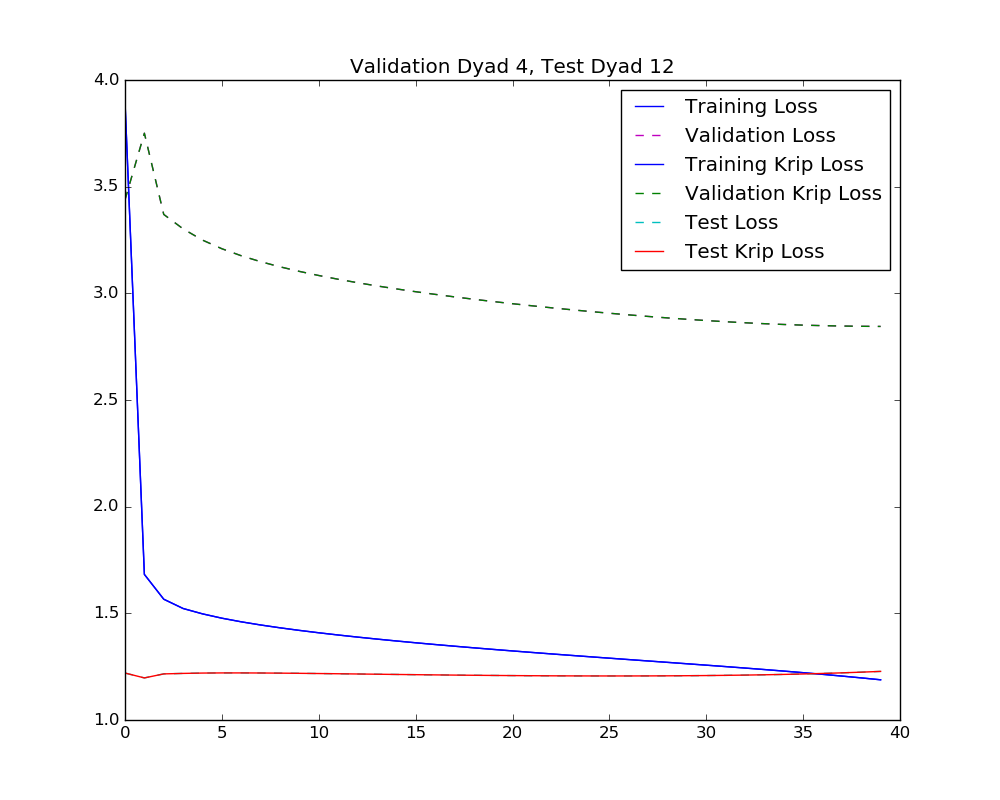 Validation Dyad 4, Test Dyad 12
4.0
3.5
3.0
2.5
2.0
1.5
1.0
0 5 10 15 20 25 30 35 40
Training Loss
Validation Loss
Training Krip Loss
Validation Krip Loss
Test Loss
Test Krip Loss